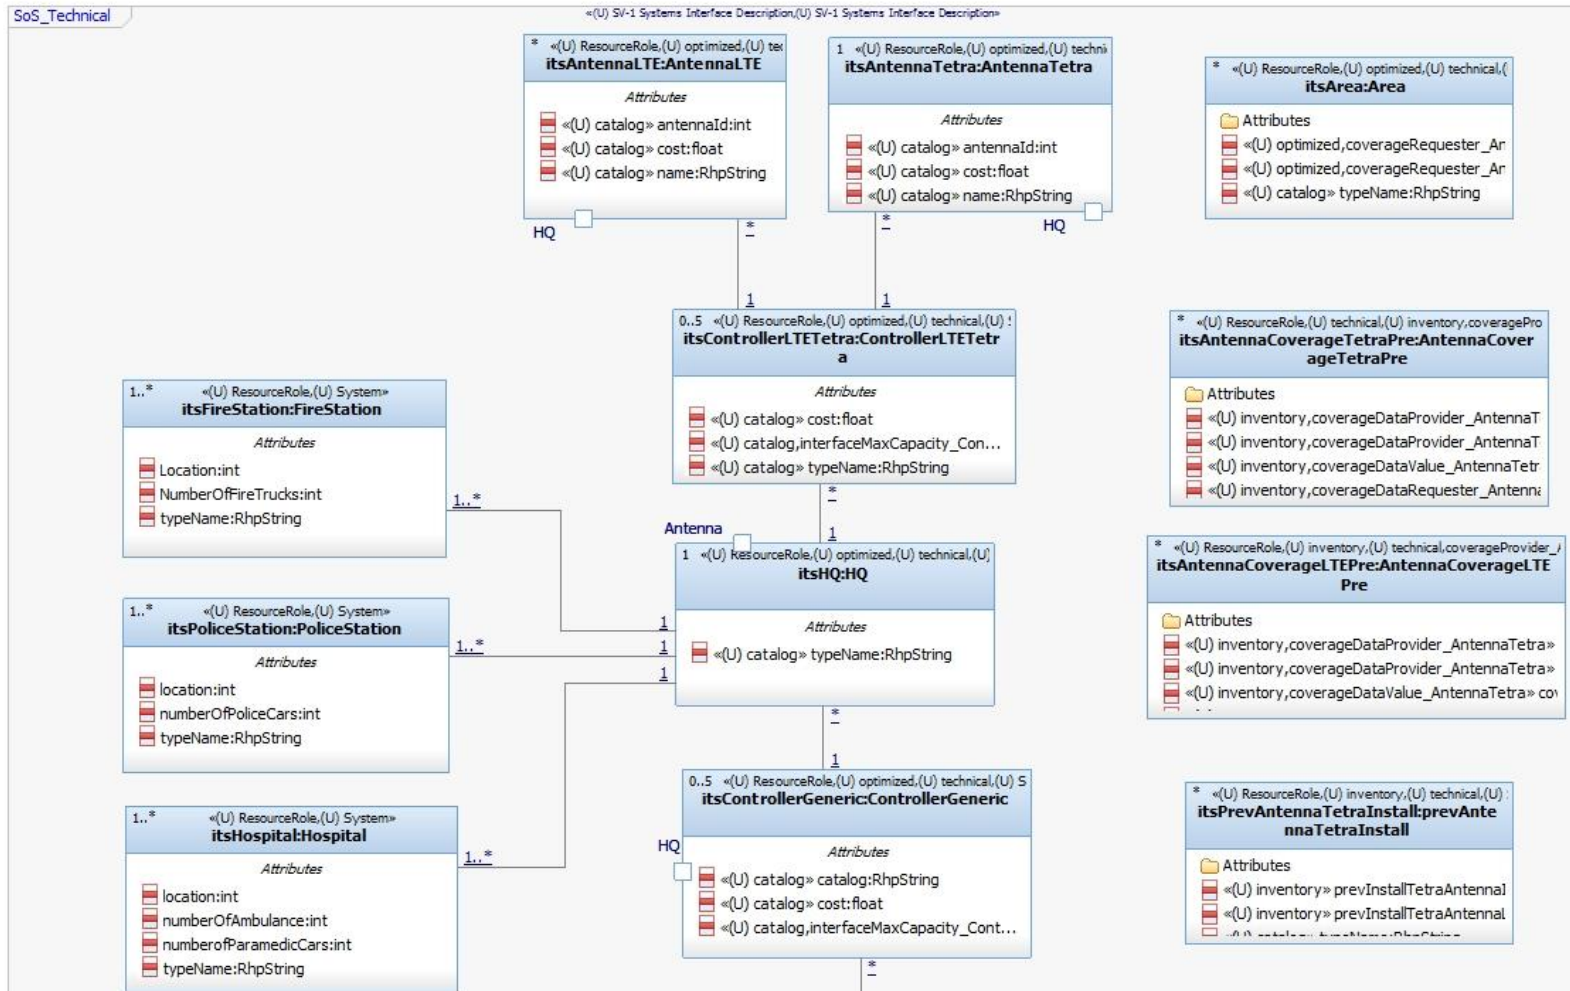 SoS_Technical
«(U) SV-1 Systems Interface Description,(U) SV-1 Systems Interface Description»
* «(U) ResourceRole,(U) optimized,(U) tec
itsAntennaLTE:AntennaLTE
Attributes
«(U) catalog» antennaId:int
«(U) catalog» cost:float
«(U) catalog» name:RhpString
HQ
*
1
1 «(U) ResourceRole,(U) optimized,(U) techni
itsAntennaTetra:AntennaTetra
Attributes
«(U) catalog» antennaId:int
«(U) catalog» cost:float
«(U) catalog» name:RhpString
HQ
*
1
* «(U) ResourceRole,(U) optimized,(U) technical,(
itsArea:Area
Attributes
«(U) optimized,coverageRequester_An
«(U) optimized,coverageRequester_An
«(U) catalog» typeName:RhpString
0..5 «(U) ResourceRole,(U) optimized,(U) technical,(U)
itsControllerLTETetra:ControllerLTETetr
a
Attributes
«(U) catalog» cost:float
«(U) catalog,interfaceMaxCapacity_Con...
«(U) catalog» typeName:RhpString
*
1
* «(U) ResourceRole,(U) technical,(U) inventory,coveragePro
itsAntennaCoverageTetraPre:AntennaCover
ageTetraPre
Attributes
«(U) inventory,coverageDataProvider_AntennaT
«(U) inventory,coverageDataProvider_AntennaT
«(U) inventory,coverageDataValue_AntennaTetr
«(U) inventory,coverageDataRequester_Antenna
1..* «(U) ResourceRole,(U) System»
itsFireStation:FireStation
Attributes
Location:int
NumberOfFireTrucks:int
typeName:RhpString
1..*
1
Antenna
1 «(U) ResourceRole,(U) optimized,(U) technical,(U)
itsHQ:HQ
Attributes
«(U) catalog» typeName:RhpString
*
1
* «(U) ResourceRole,(U) inventory,(U) technical,coverageProvider_
itsAntennaCoverageLTEPre:AntennaCoverageLTE
Pre
Attributes
«(U) inventory,coverageDataProvider_AntennaTetra»
«(U) inventory,coverageDataProvider_AntennaTetra»
«(U) inventory,coverageDataValue_AntennaTetra» cov
1..* «(U) ResourceRole,(U) System»
itsPoliceStation:PoliceStation
Attributes
location:int
numberOfPoliceCars:int
typeName:RhpString
1..*
1
1..* «(U) ResourceRole,(U) System»
itsHospital:Hospital
Attributes
location:int
numberOfAmbulance:int
numberofParamedicCars:int
typeName:RhpString
1..*
1
0..5 «(U) ResourceRole,(U) optimized,(U) technical,(U) S
itsControllerGeneric:ControllerGeneric
HQ
Attributes
«(U) catalog» catalog:RhpString
«(U) catalog» cost:float
«(U) catalog,interfaceMaxCapacity_Cont...
*
* «(U) ResourceRole,(U) inventory,(U) technical,(U)
itsPrevAntennaTetraInstall:prevAnte
nnaTetraInstall
Attributes
«(U) inventory» prevInstallTetraAntennaI
«(U) inventory» prevInstallTetraAntennaL